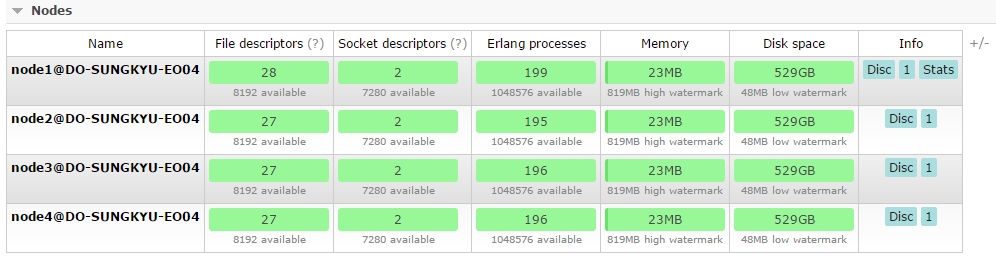 Nodes
Name File descriptors (?) Socket descriptors (?) Erlang processes Memory Disk space Info +/-
node1@DO-SUNGKYU-EO04 28 2 199 23MB 529GB Disc 1 Stats
8192 available 7280 available 1048576 available 819MB high watermark 48MB low watermark
node2@DO-SUNGKYU-EO04 27 2 195 23MB 529GB Disc 1
8192 available 7280 available 1048576 available 819MB high watermark 48MB low watermark
node3@DO-SUNGKYU-EO04 27 2 196 23MB 529GB Disc 1
8192 available 7280 available 1048576 available 819MB high watermark 48MB low watermark
node4@DO-SUNGKYU-EO04 27 2 196 23MB 529GB Disc 1
8192 available 7280 available 1048576 available 819MB high watermark 48MB low watermark